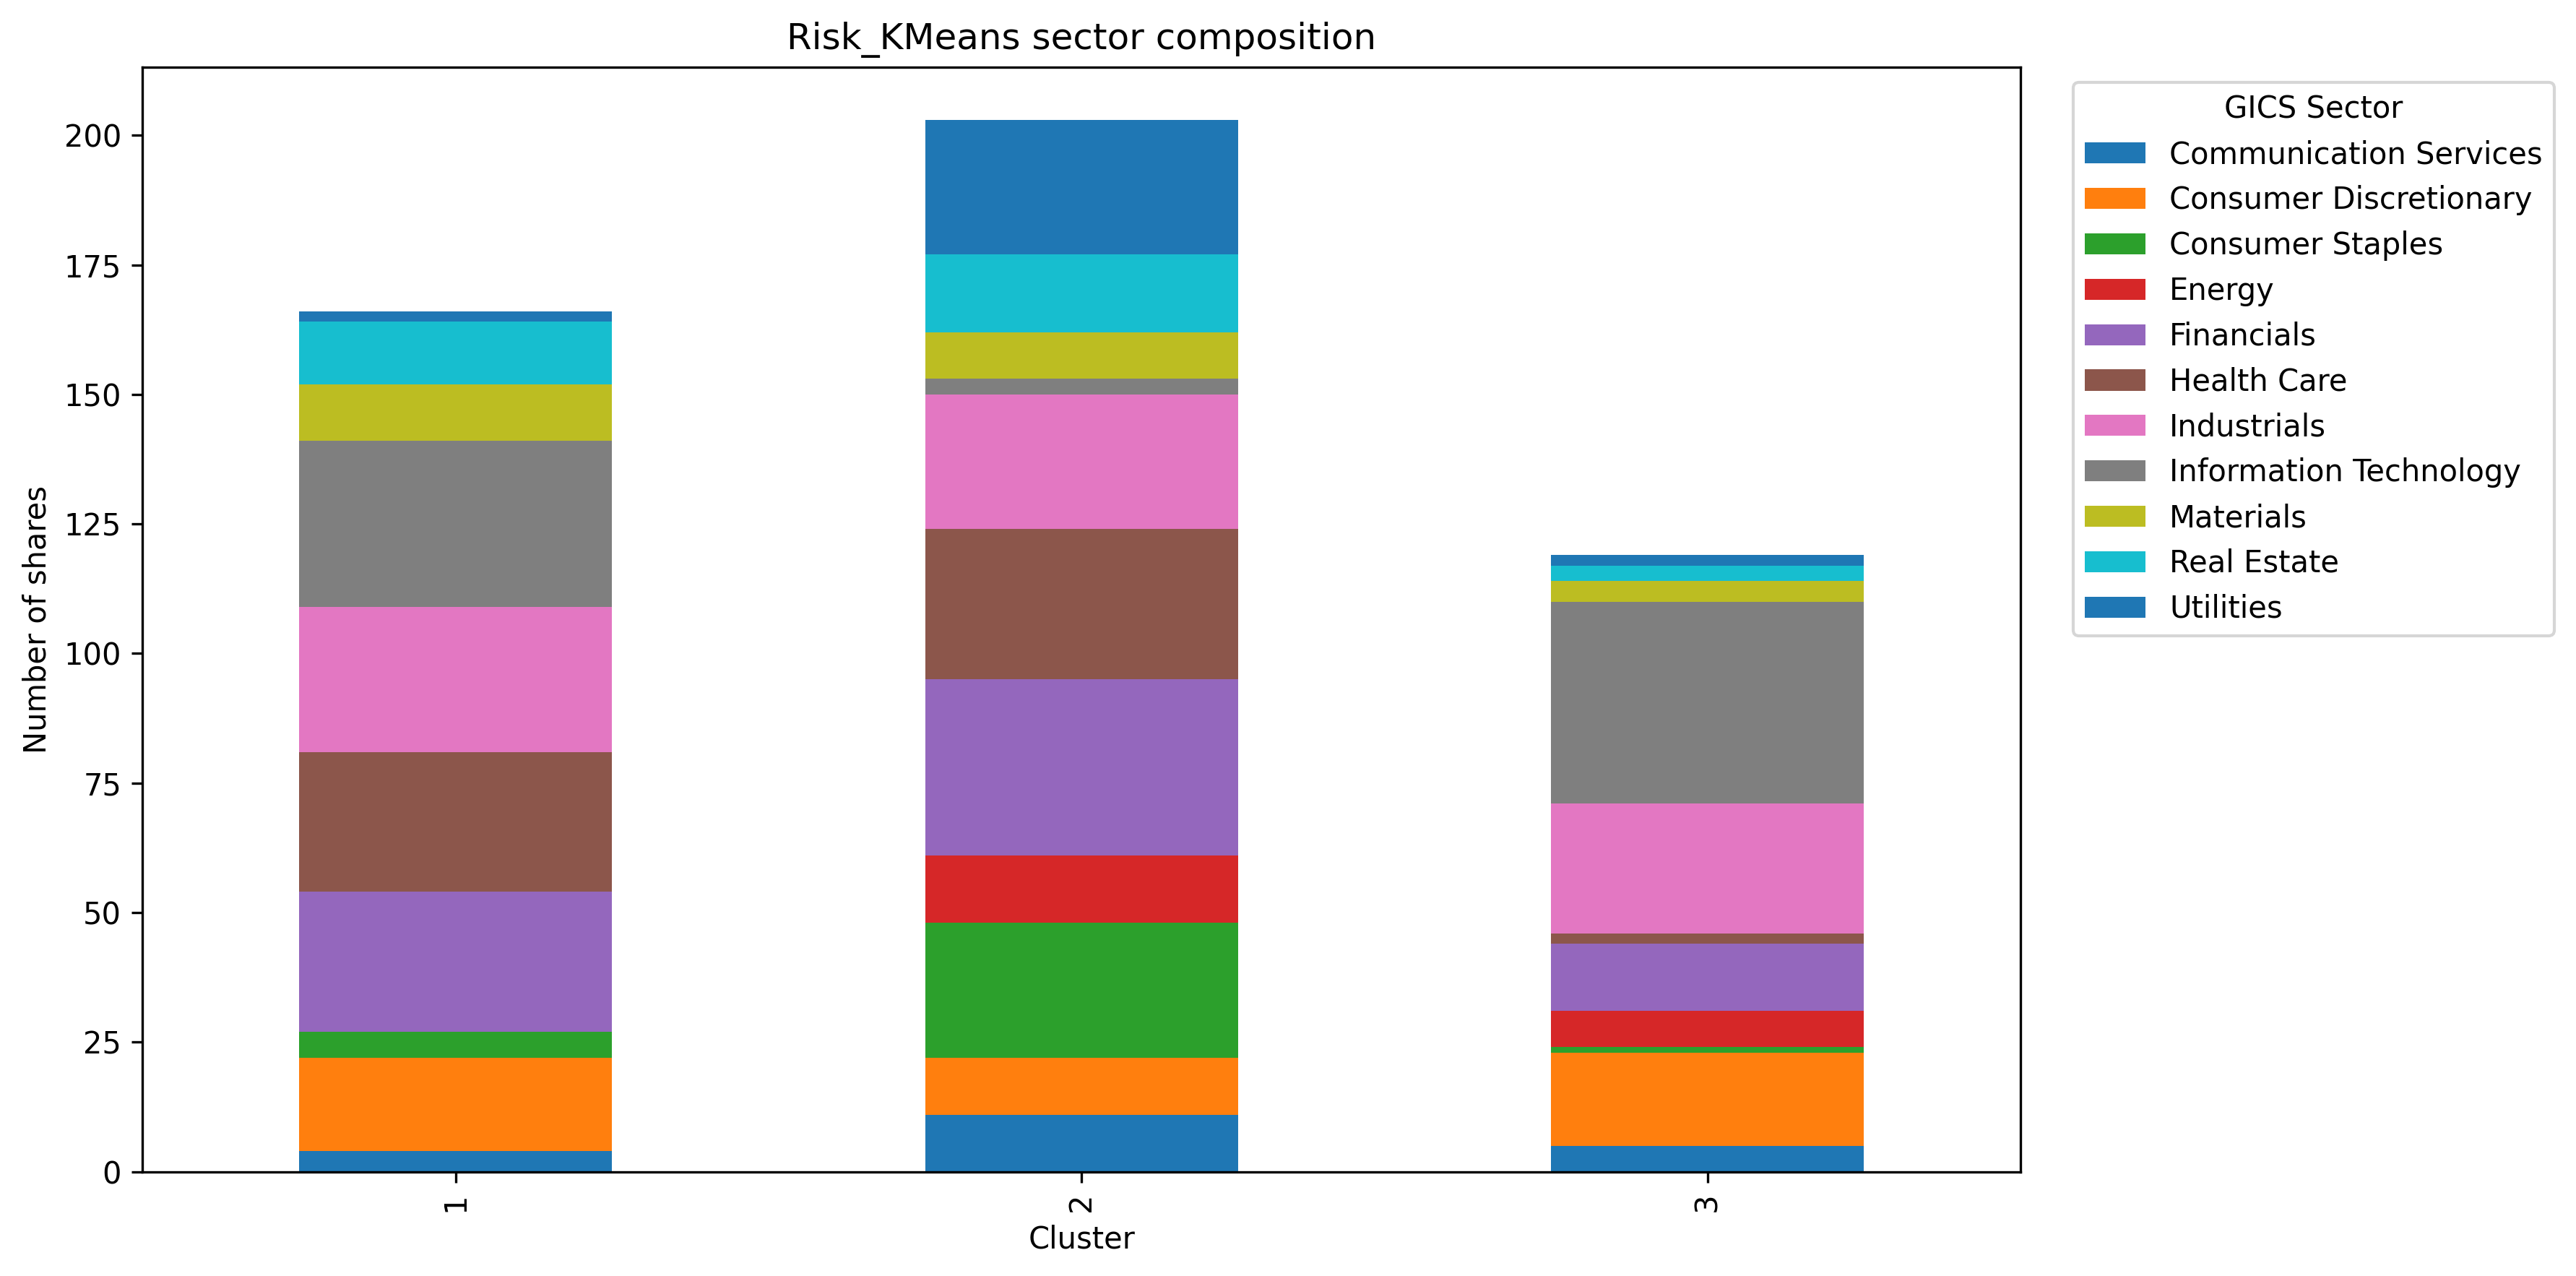 Risk_KMeans sector composition
Number of shares
200
175
150
125
100
75
50
25
0
1
2
3
Cluster
GICS Sector
Communication Services
Consumer Discretionary
Consumer Staples
Energy
Financials
Health Care
Industrials
Information Technology
Materials
Real Estate
Utilities